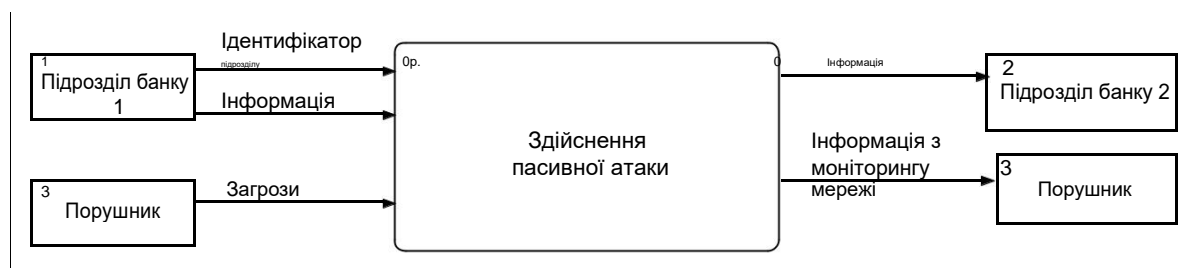 Ідентифікатор
підрозділу
1
Підрозділ банку
1
Інформація
3
Порушник
Загрози
0р.
0
Здійснення
пасивної атаки
Інформація
2
Підрозділ банку 2
Інформація з
моніторингу
мережі
3
Порушник